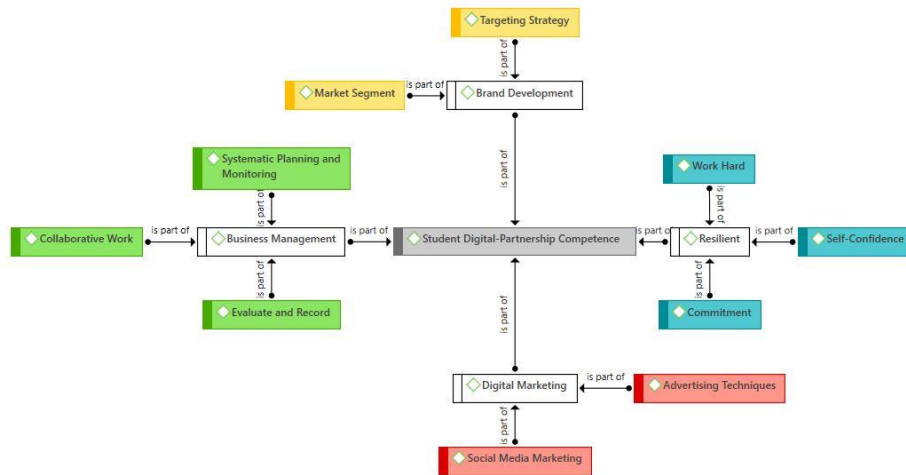 Targeting Strategy
is part of
Market Segment
is part of
Brand Development
is part of
Systematic Planning and
Monitoring
Work Hard
is part of
is part of
Collaborative Work
is part of
Business Management
is part of
Student Digital-Partnership Competence
is part of
Resilient
is part of
Self-Confidence
is part of
is part of
Evaluate and Record
Commitment
is part of
Digital Marketing
is part of
Advertising Techniques
is part of
Social Media Marketing